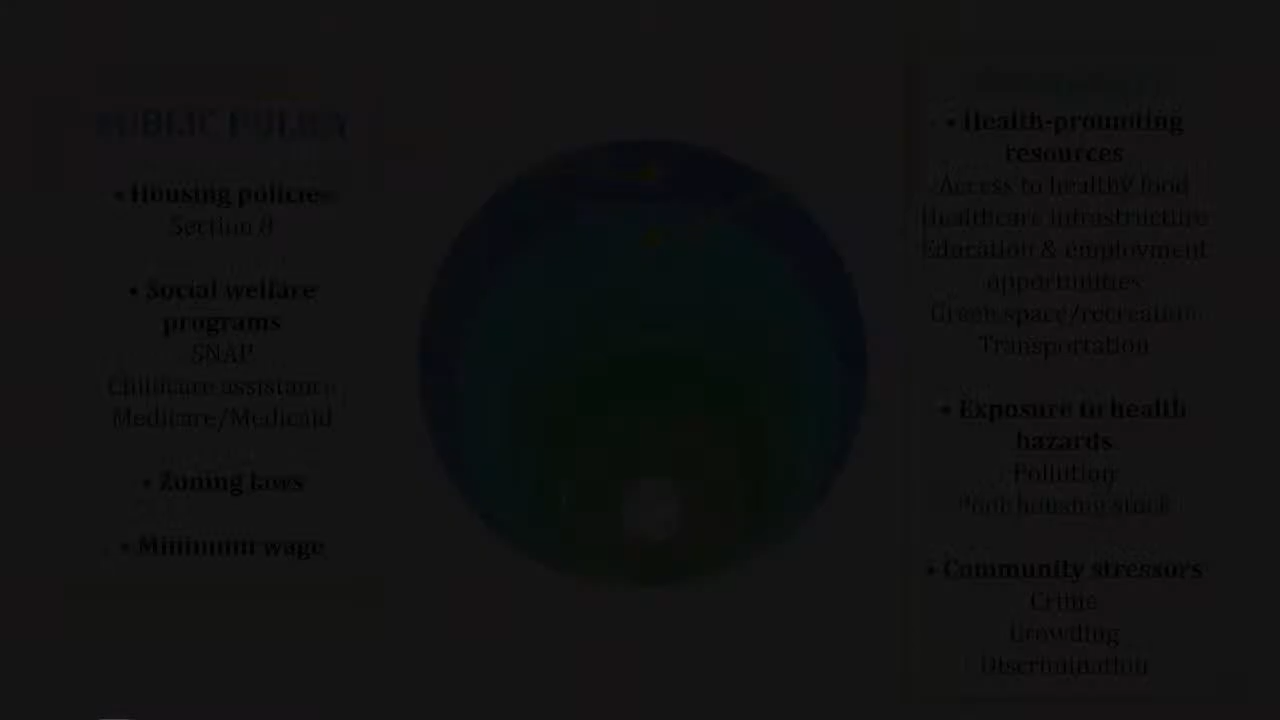 PUBLIC POLICY
• Housing policies
Section 8
• Social welfare
programs
SNAP
Childcare assistance
Medicare/Medicaid
• Zoning laws
• Minimum wage
• Health-promoting
resources
Access to healthy food
Healthcare infrastructure
Education & employment
opportunities
Green space/recreation
Transportation
• Exposure to health
hazards
Pollution
Poor housing stock
• Community stressors
Crime
Crowding
Discrimination